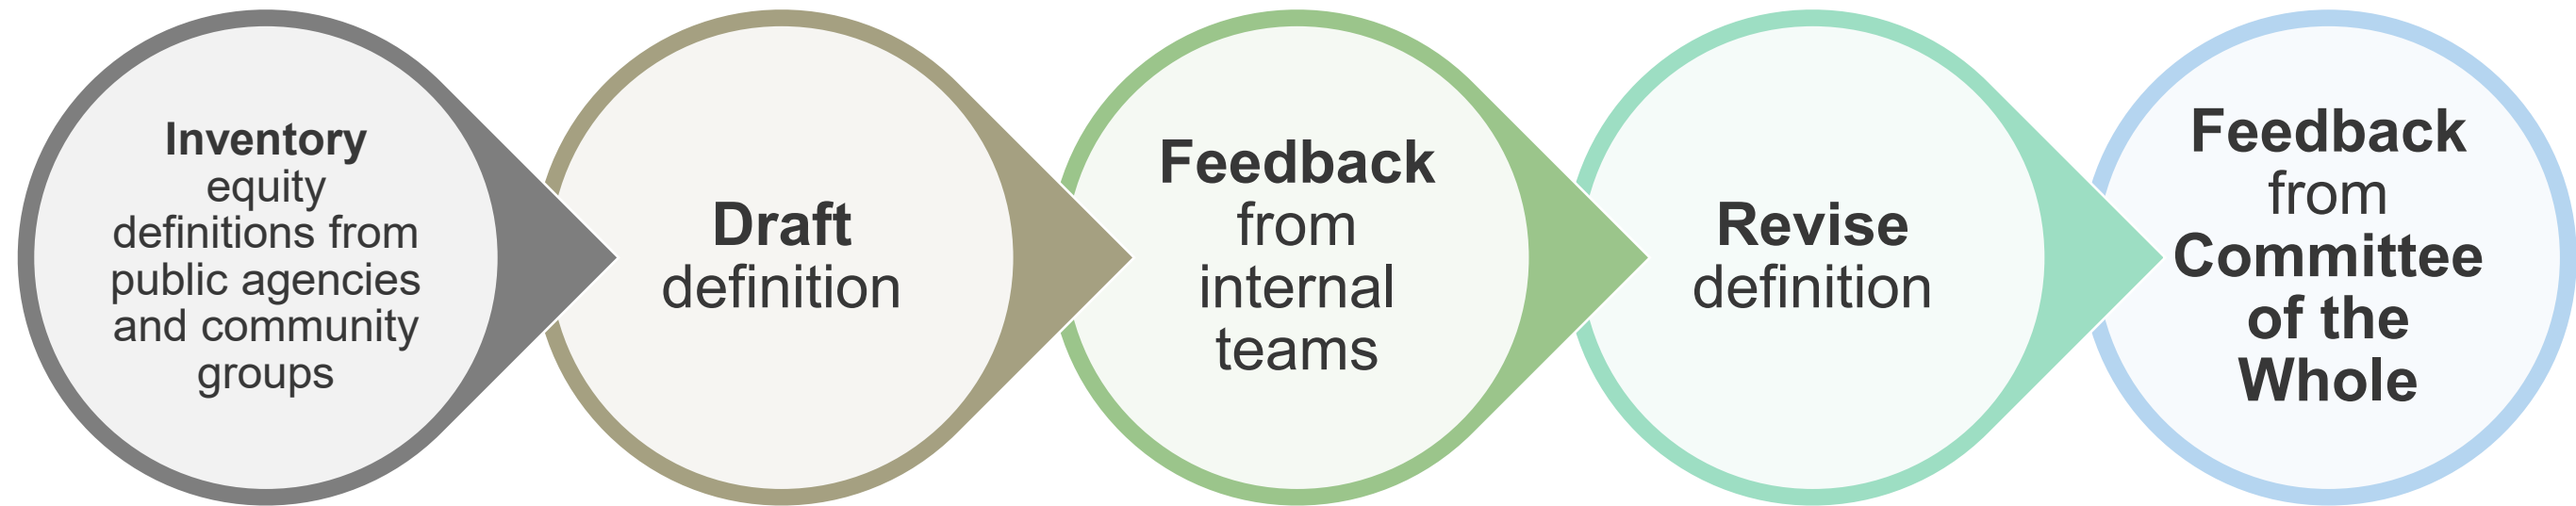 Inventory
equity
definitions from
public agencies
and community
groups
Draft
definition
Feedback
from
internal
teams
Revise
definition
Feedback
from
Committee
of the
Whole